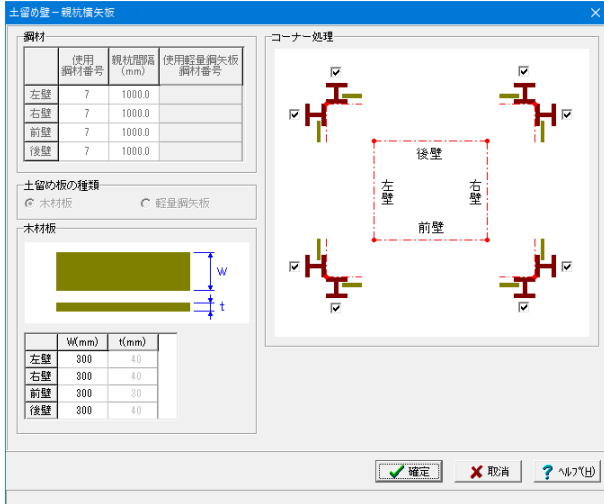 土留め壁－親杭横矢板
鋼材
使用
鋼材番号
親杭間隔
(mm)
使用軽量鋼矢板
鋼材番号
左壁 7 1000.0
右壁 7 1000.0
前壁 7 1000.0
後壁 7 1000.0
土留め板の種類
木材板 軽量鋼矢板
木材板
W
t
W(mm) t(mm)
左壁 300 40
右壁 300 40
前壁 300 30
後壁 300 40
コーナー処理
後壁
左壁
右壁
前壁
確定 取消 ヘルプ(H)